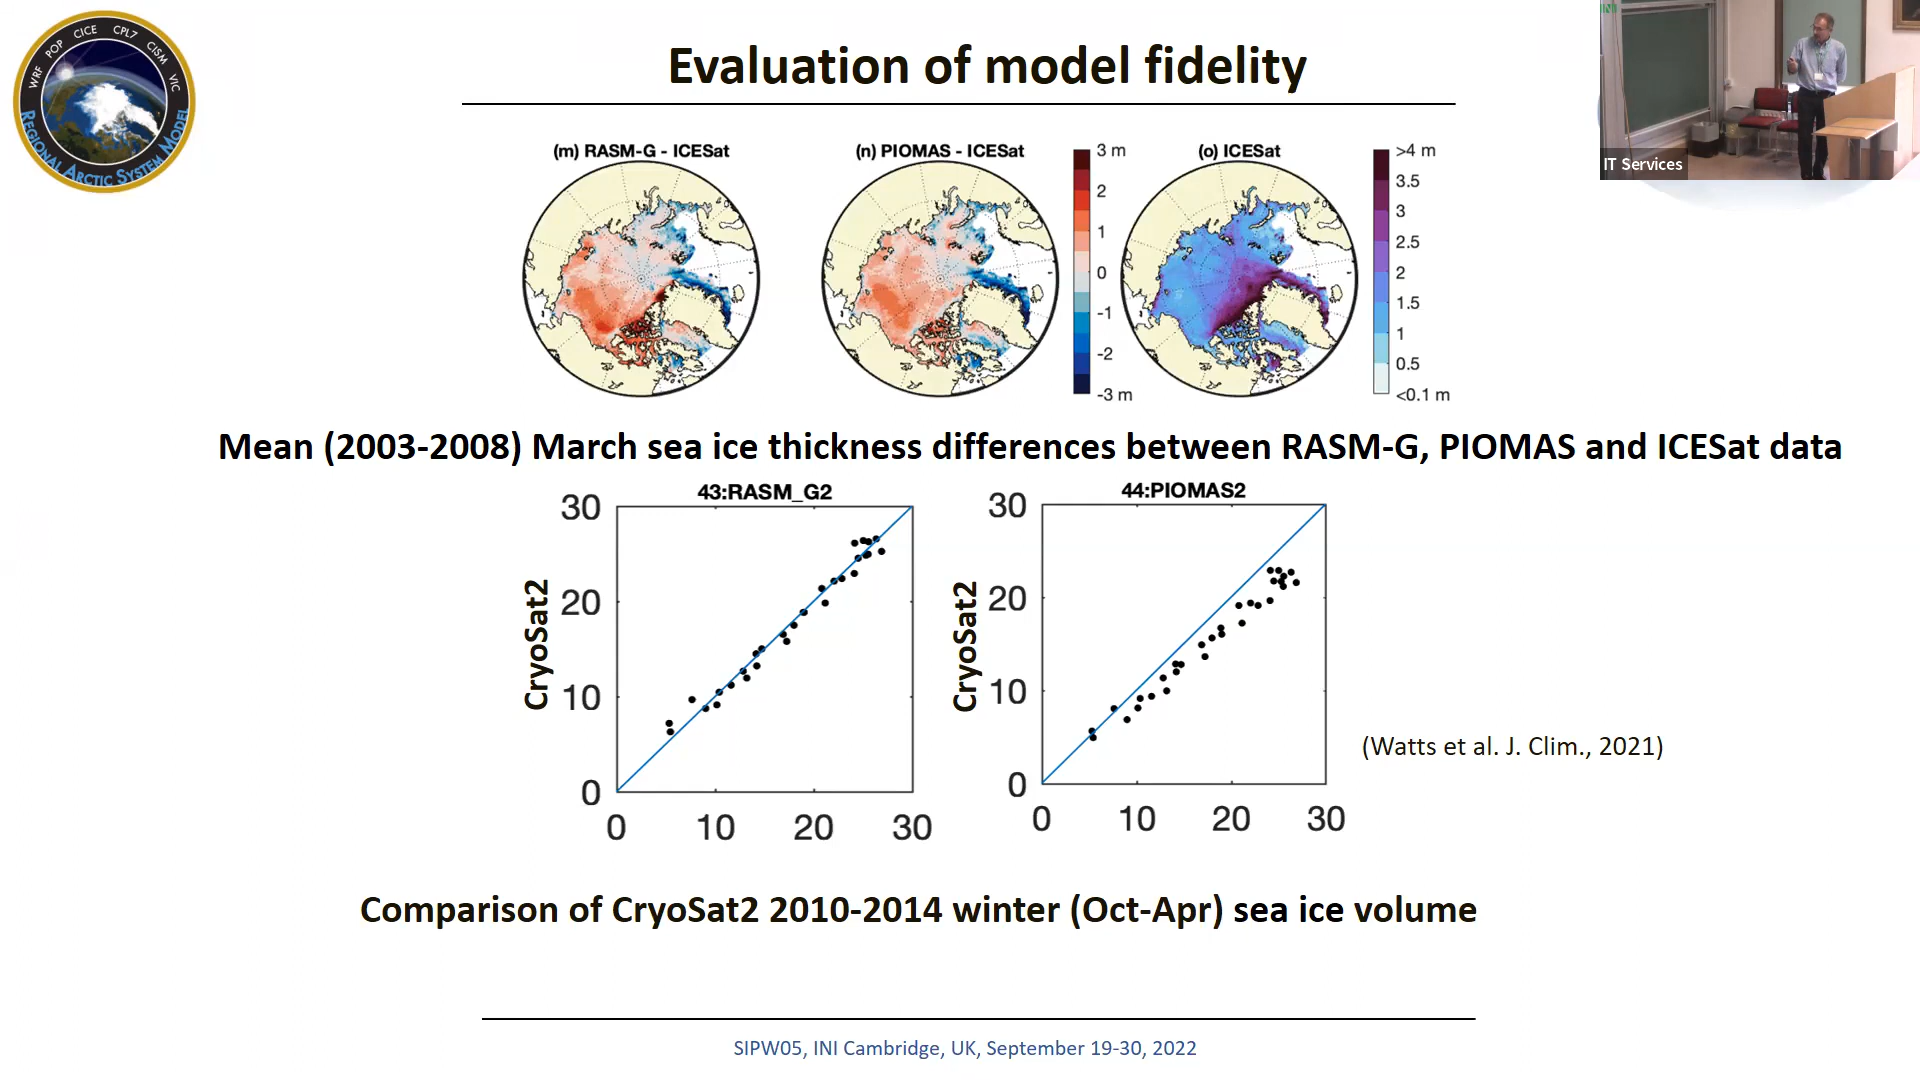 WRF POP CICE CPL7 CISM VIC
REGIONAL ARCTIC SYSTEM MODEL
Evaluation of model fidelity
INI
IT Services
(m) RASM-G - ICESat
(n) PIOMAS - ICESat
3 m
2
1
0
-1
-2
-3 m
(o) ICESat
>4 m
3.5
3
2.5
2
1.5
1
0.5
<0.1 m
Mean (2003-2008) March sea ice thickness differences between RASM-G, PIOMAS and ICESat data
43:RASM_G2
CryoSat2
30
20
10
0
0 10 20 30
44:PIOMAS2
CryoSat2
30
20
10
0
0 10 20 30
(Watts et al. J. Clim., 2021)
Comparison of CryoSat2 2010-2014 winter (Oct-Apr) sea ice volume
SIPW05, INI Cambridge, UK, September 19-30, 2022